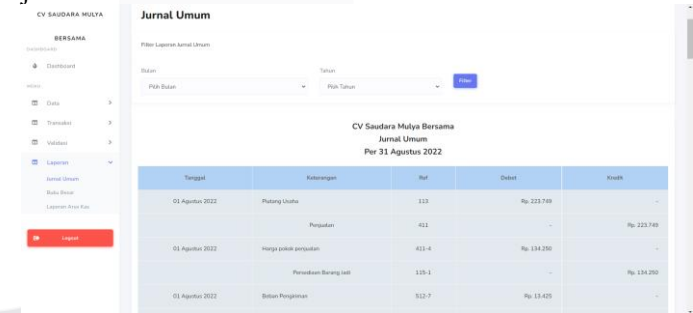 CV SAUDARA MULYA
BERSAMA
DASHBOARD
Dashboard
MENU
Data
Transaksi
Validasi
Laporan
Jurnal Umum
Buku Besar
Laporan Arus Kas
Logout
Jurnal Umum
Filter Laporan Jurnal Umum
Bulan Tahun
Pilih Bulan Pilih Tahun Filter
CV Saudara Mulya Bersama
Jurnal Umum
Per 31 Agustus 2022
Tanggal Keterangan Ref Debet Kredit
01 Agustus 2022 Piutang Usaha 113 Rp. 223.749 -
Penjualan 411 - Rp. 223.749
01 Agustus 2022 Harga pokok penjualan 411-4 Rp. 134.250 -
Persediaan Barang Jadi 115-1 - Rp. 134.250
01 Agustus 2022 Beban Pengiriman 512-7 Rp. 13.425 -